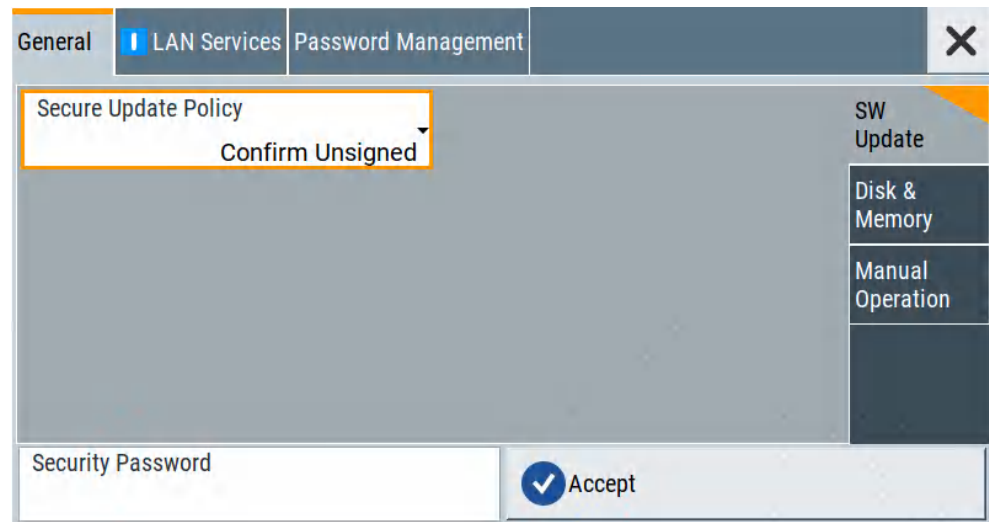 General
LAN Services
Password Management
Secure Update Policy
Confirm Unsigned
SW
Update
Disk &
Memory
Manual
Operation
Security Password
Accept